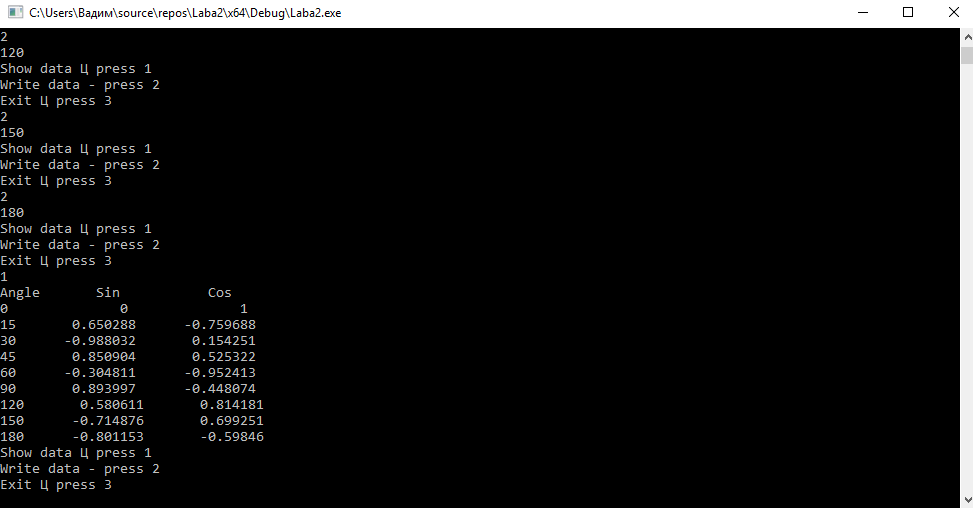 C:\Users\Вадим\source\repos\Laba2\x64\Debug\Laba2.exe
2
120
Show data Ц press 1
Write data - press 2
Exit Ц press 3
2
150
Show data Ц press 1
Write data - press 2
Exit Ц press 3
2
180
Show data Ц press 1
Write data - press 2
Exit Ц press 3
1
Angle Sin Cos
0 0 1
15 0.650288 -0.759688
30 -0.988032 0.154251
45 0.850904 0.525322
60 -0.304811 -0.952413
90 0.893997 -0.448074
120 0.580611 0.814181
150 -0.714876 0.699251
180 -0.801153 -0.59846
Show data Ц press 1
Write data - press 2
Exit Ц press 3